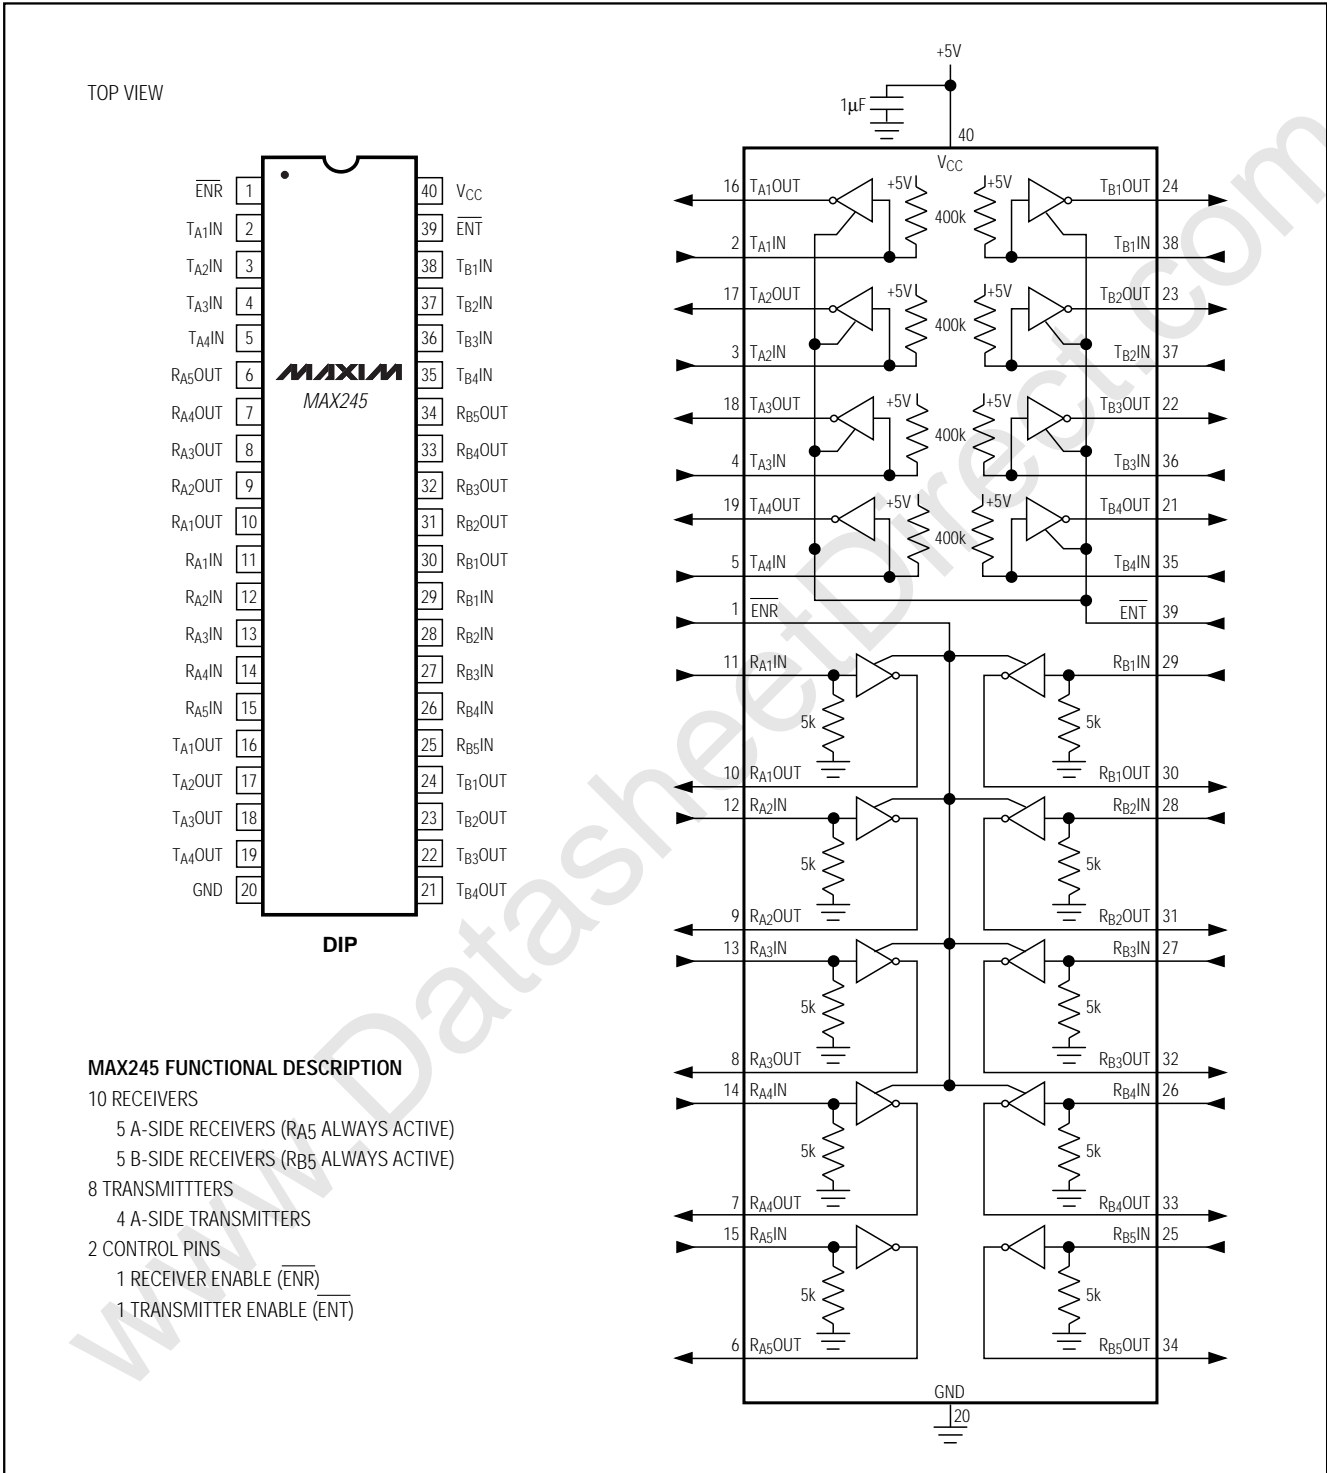 TOP VIEW
ENR 1
TA1IN 2
TA2IN 3
TA3IN 4
TA4IN 5
RA5OUT 6
RA4OUT 7
RA3OUT 8
RA2OUT 9
RA1OUT 10
RA1IN 11
RA2IN 12
RA3IN 13
RA4IN 14
RA5IN 15
TA1OUT 16
TA2OUT 17
TA3OUT 18
TA4OUT 19
GND 20
MAXIM
MAX245
40 VCC
39 ENT
38 TB1IN
37 TB2IN
36 TB3IN
35 TB4IN
34 RB5OUT
33 RB4OUT
32 RB3OUT
31 RB2OUT
30 RB1OUT
29 RB1IN
28 RB2IN
27 RB3IN
26 RB4IN
25 RB5IN
24 TB1OUT
23 TB2OUT
22 TB3OUT
21 TB4OUT
DIP
MAX245 FUNCTIONAL DESCRIPTION
10 RECEIVERS
5 A-SIDE RECEIVERS (RA5 ALWAYS ACTIVE)
5 B-SIDE RECEIVERS (RB5 ALWAYS ACTIVE)
8 TRANSMITTTERS
4 A-SIDE TRANSMITTERS
2 CONTROL PINS
1 RECEIVER ENABLE (ENR)
1 TRANSMITTER ENABLE (ENT)
+5V
1µF
40
VCC
16 TA1OUT +5V +5V TB1OUT 24
400k
2 TA1IN TB1IN 38
17 TA2OUT +5V +5V TB2OUT 23
400k
3 TA2IN TB2IN 37
18 TA3OUT +5V +5V TB3OUT 22
400k
4 TA3IN TB3IN 36
19 TA4OUT +5V +5V TB4OUT 21
400k
5 TA4IN TB4IN 35
1 ENR ENT 39
11 RA1IN RB1IN 29
5k 5k
10 RA1OUT RB1OUT 30
12 RA2IN RB2IN 28
5k 5k
9 RA2OUT RB2OUT 31
13 RA3IN RB3IN 27
5k 5k
8 RA3OUT RB3OUT 32
14 RA4IN RB4IN 26
5k 5k
7 RA4OUT RB4OUT 33
15 RA5IN RB5IN 25
5k 5k
6 RA5OUT RB5OUT 34
GND
20
www.DatasheetDirect.com